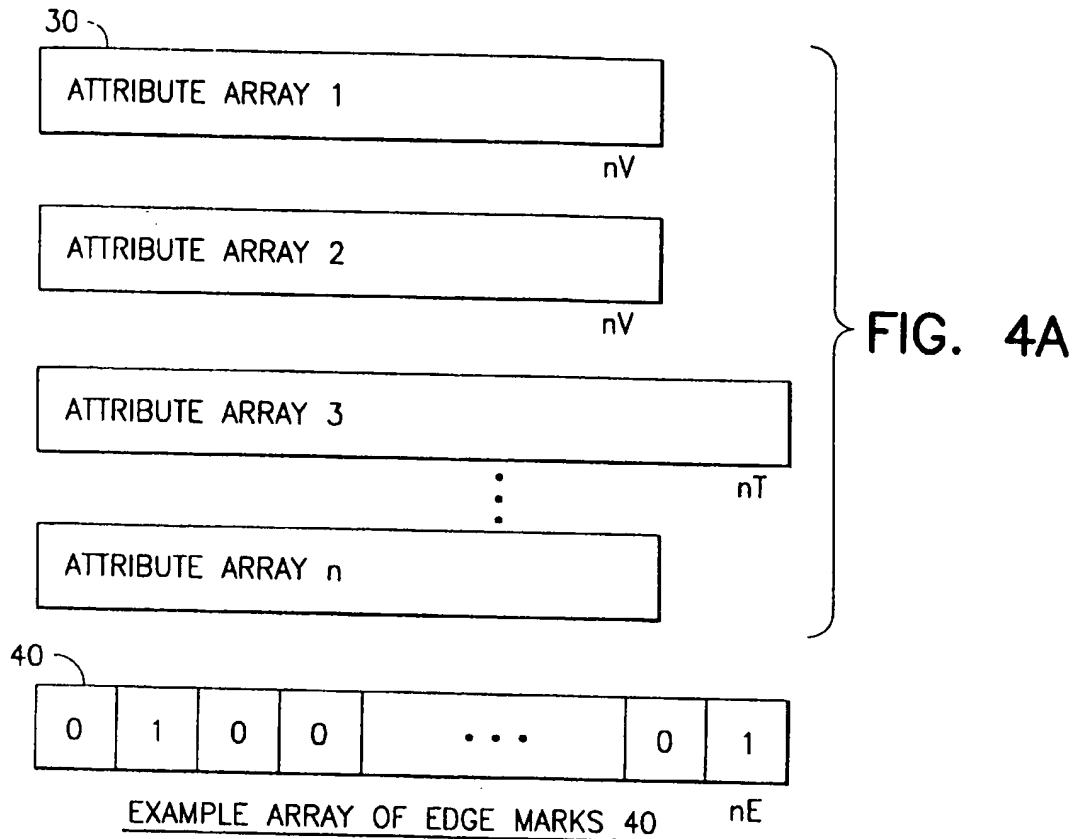 30
ATTRIBUTE ARRAY 1
nV
ATTRIBUTE ARRAY 2
nV
FIG. 4A
ATTRIBUTE ARRAY 3
nT
ATTRIBUTE ARRAY n
40
0 1 0 0 ... 0 1
EXAMPLE ARRAY OF EDGE MARKS 40 nE